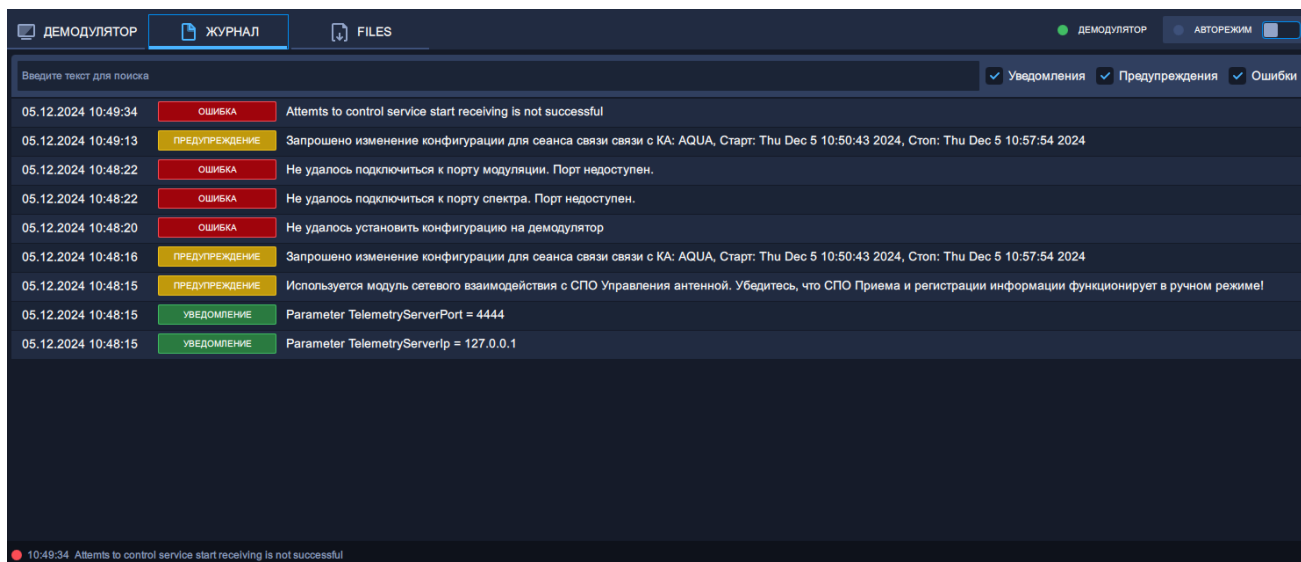 ДЕМОДУЛЯТОР ЖУРНАЛ FILES ДЕМОДУЛЯТОР АВТОРЕЖИМ
Введите текст для поиска Уведомления Предупреждения Ошибки
05.12.2024 10:49:34 ОШИБКА Attemts to control service start receiving is not successful
05.12.2024 10:49:13 ПРЕДУПРЕЖДЕНИЕ Запрошено изменение конфигурации для сеанса связи связи с КА: AQUA, Старт: Thu Dec 5 10:50:43 2024, Стоп: Thu Dec 5 10:57:54 2024
05.12.2024 10:48:22 ОШИБКА Не удалось подключиться к порту модуляции. Порт недоступен.
05.12.2024 10:48:22 ОШИБКА Не удалось подключиться к порту спектра. Порт недоступен.
05.12.2024 10:48:20 ОШИБКА Не удалось установить конфигурацию на демодулятор
05.12.2024 10:48:16 ПРЕДУПРЕЖДЕНИЕ Запрошено изменение конфигурации для сеанса связи связи с КА: AQUA, Старт: Thu Dec 5 10:50:43 2024, Стоп: Thu Dec 5 10:57:54 2024
05.12.2024 10:48:15 ПРЕДУПРЕЖДЕНИЕ Используется модуль сетевого взаимодействия с СПО Управления антенной. Убедитесь, что СПО Приема и регистрации информации функционирует в ручном режиме!
05.12.2024 10:48:15 УВЕДОМЛЕНИЕ Parameter TelemetryServerPort = 4444
05.12.2024 10:48:15 УВЕДОМЛЕНИЕ Parameter TelemetryServerIp = 127.0.0.1
10:49:34 Attemts to control service start receiving is not successful